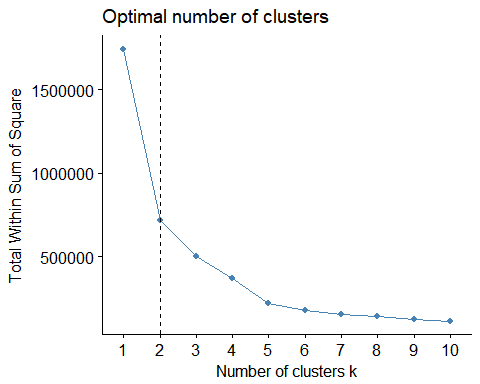 Optimal number of clusters
Total Within Sum of Square
1500000
1000000
500000
1 2 3 4 5 6 7 8 9 10
Number of clusters k